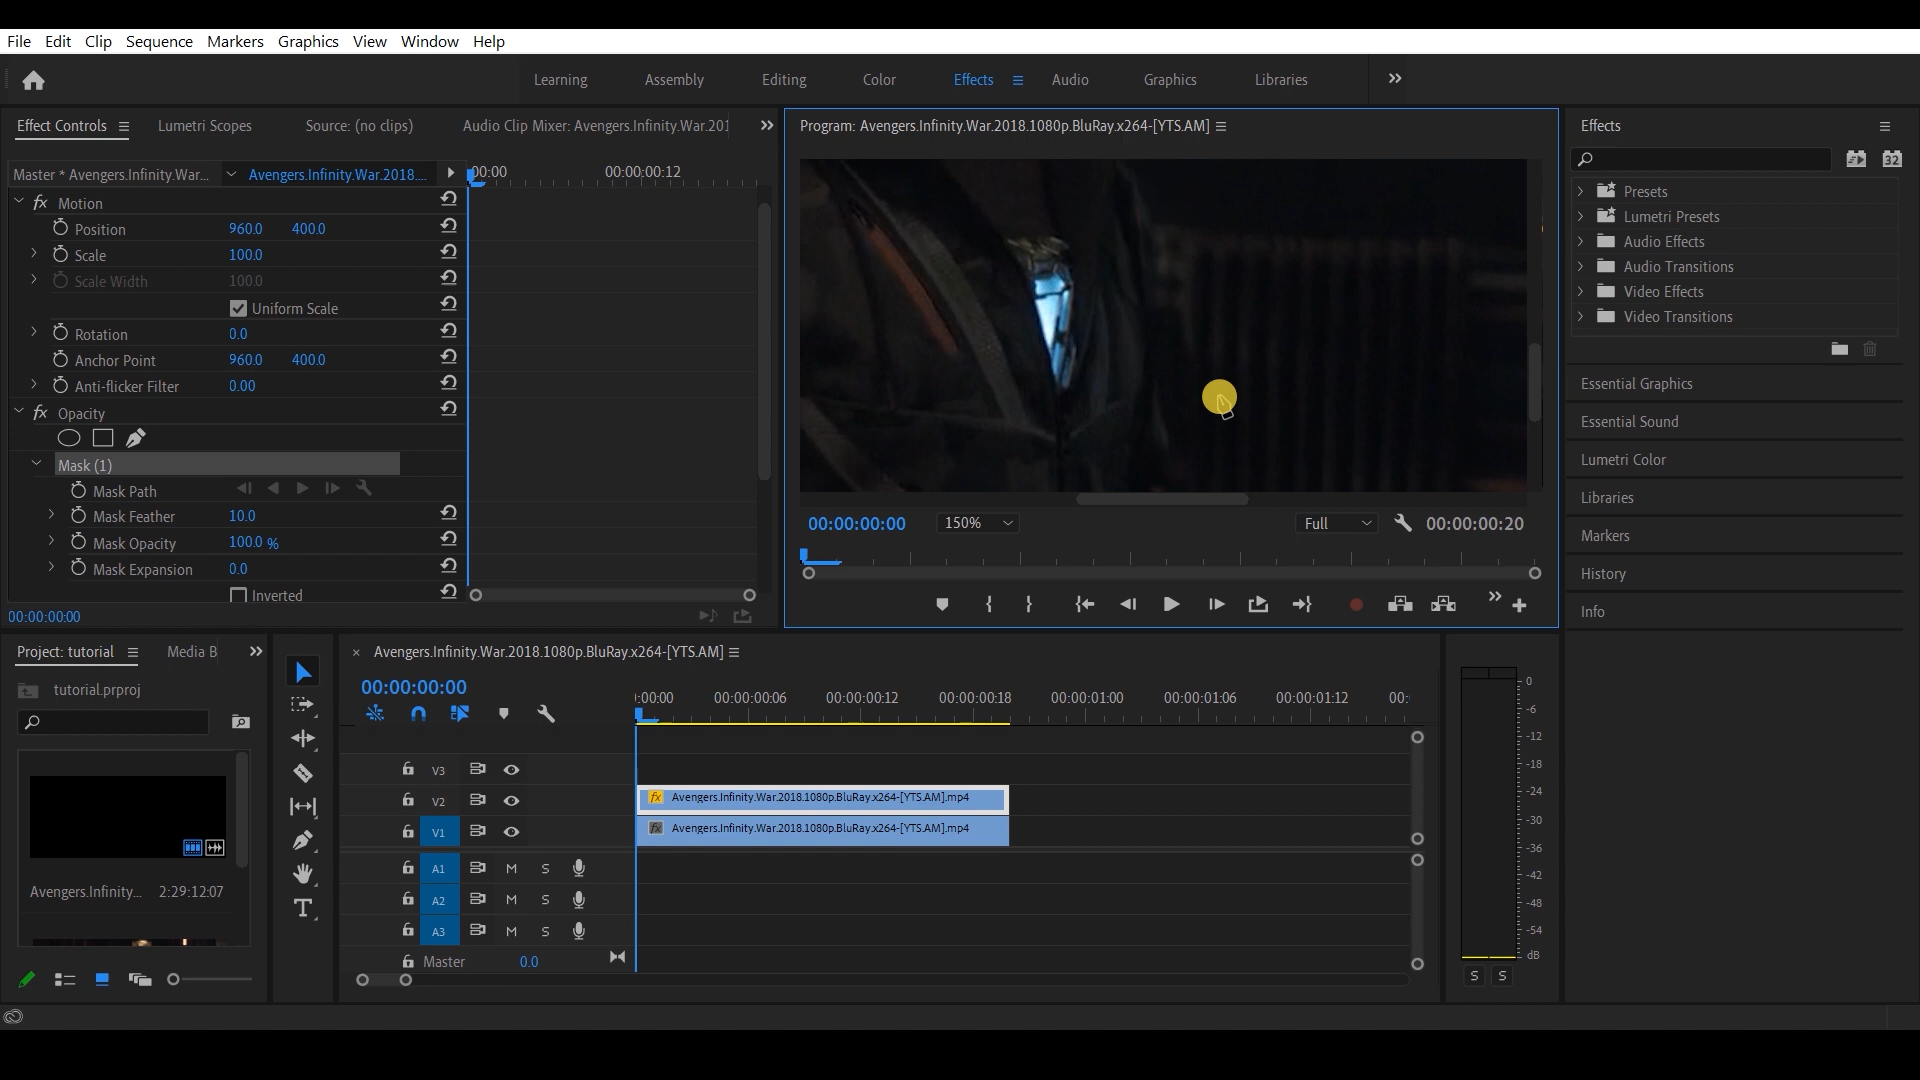 File Edit Clip Sequence Markers Graphics View Window Help
Learning Assembly Editing Color Effects Audio Graphics Libraries
Effect Controls Lumetri Scopes Source: (no clips) Audio Clip Mixer: Avengers.Infinity.War.201
Program: Avengers.Infinity.War.2018.1080p.BluRay.x264-[YTS.AM]
Effects
Master * Avengers.Infinity.War... Avengers.Infinity.War.2018.... 00:00 00:00:00:12
32
Motion
Position 960.0 400.0
Scale 100.0
Scale Width 100.0
Uniform Scale
Rotation 0.0
Anchor Point 960.0 400.0
Anti-flicker Filter 0.00
Opacity
Mask (1)
Mask Path
Mask Feather 10.0
Mask Opacity 100.0 %
Mask Expansion 0.0
Inverted
00:00:00:00
00:00:00:00 150% Full 00:00:00:20
Presets
Lumetri Presets
Audio Effects
Audio Transitions
Video Effects
Video Transitions
Essential Graphics
Essential Sound
Lumetri Color
Libraries
Markers
History
Info
Project: tutorial Media B
tutorial.prproj
Avengers.Infinity... 2:29:12:07
Avengers.Infinity.War.2018.1080p.BluRay.x264-[YTS.AM]
00:00:00:00
:00:00 00:00:00:06 00:00:00:12 00:00:00:18 00:00:01:00 00:00:01:06 00:00:01:12 00:
V3
V2 fx Avengers.Infinity.War.2018.1080p.BluRay.x264-[YTS.AM].mp4
V1 fx Avengers.Infinity.War.2018.1080p.BluRay.x264-[YTS.AM].mp4
A1 M S
A2 M S
A3 M S
Master 0.0
0
-6
-12
-18
-24
-30
-36
-42
-48
-54
dB
S S